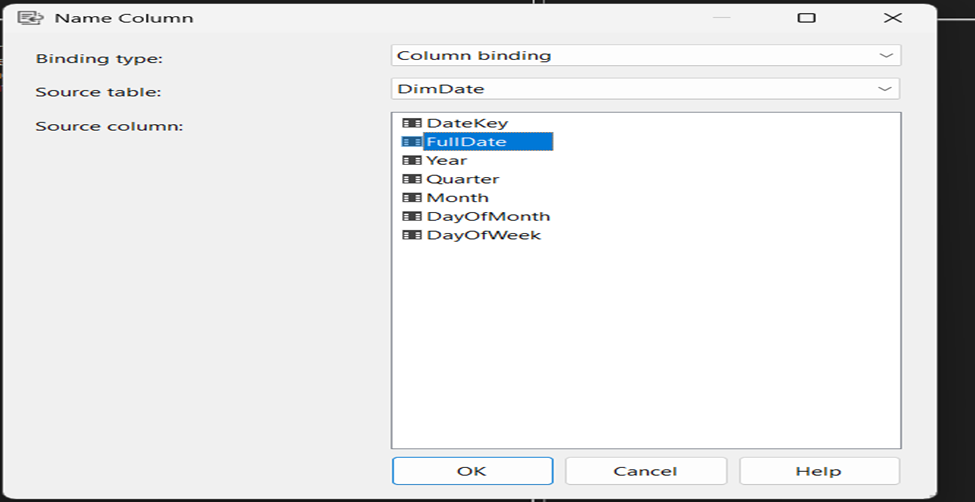 Name Column
Binding type:
Column binding
Source table:
DimDate
Source column:
DateKey
FullDate
Year
Quarter
Month
DayOfMonth
DayOfWeek
OK
Cancel
Help